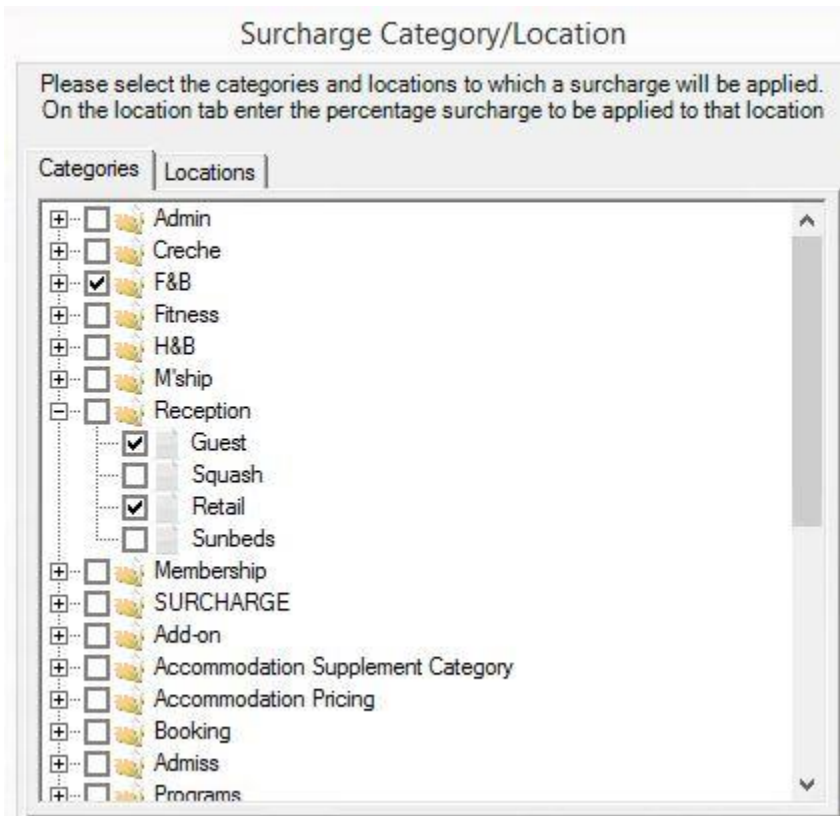 Surcharge Category/Location
Please select the categories and locations to which a surcharge will be applied.
On the location tab enter the percentage surcharge to be applied to that location
Categories
Locations
Admin
Creche
F&B
Fitness
H&B
M'ship
Reception
Guest
Squash
Retail
Sunbeds
Membership
SURCHARGE
Add-on
Accommodation Supplement Category
Accommodation Pricing
Booking
Admiss
Programs